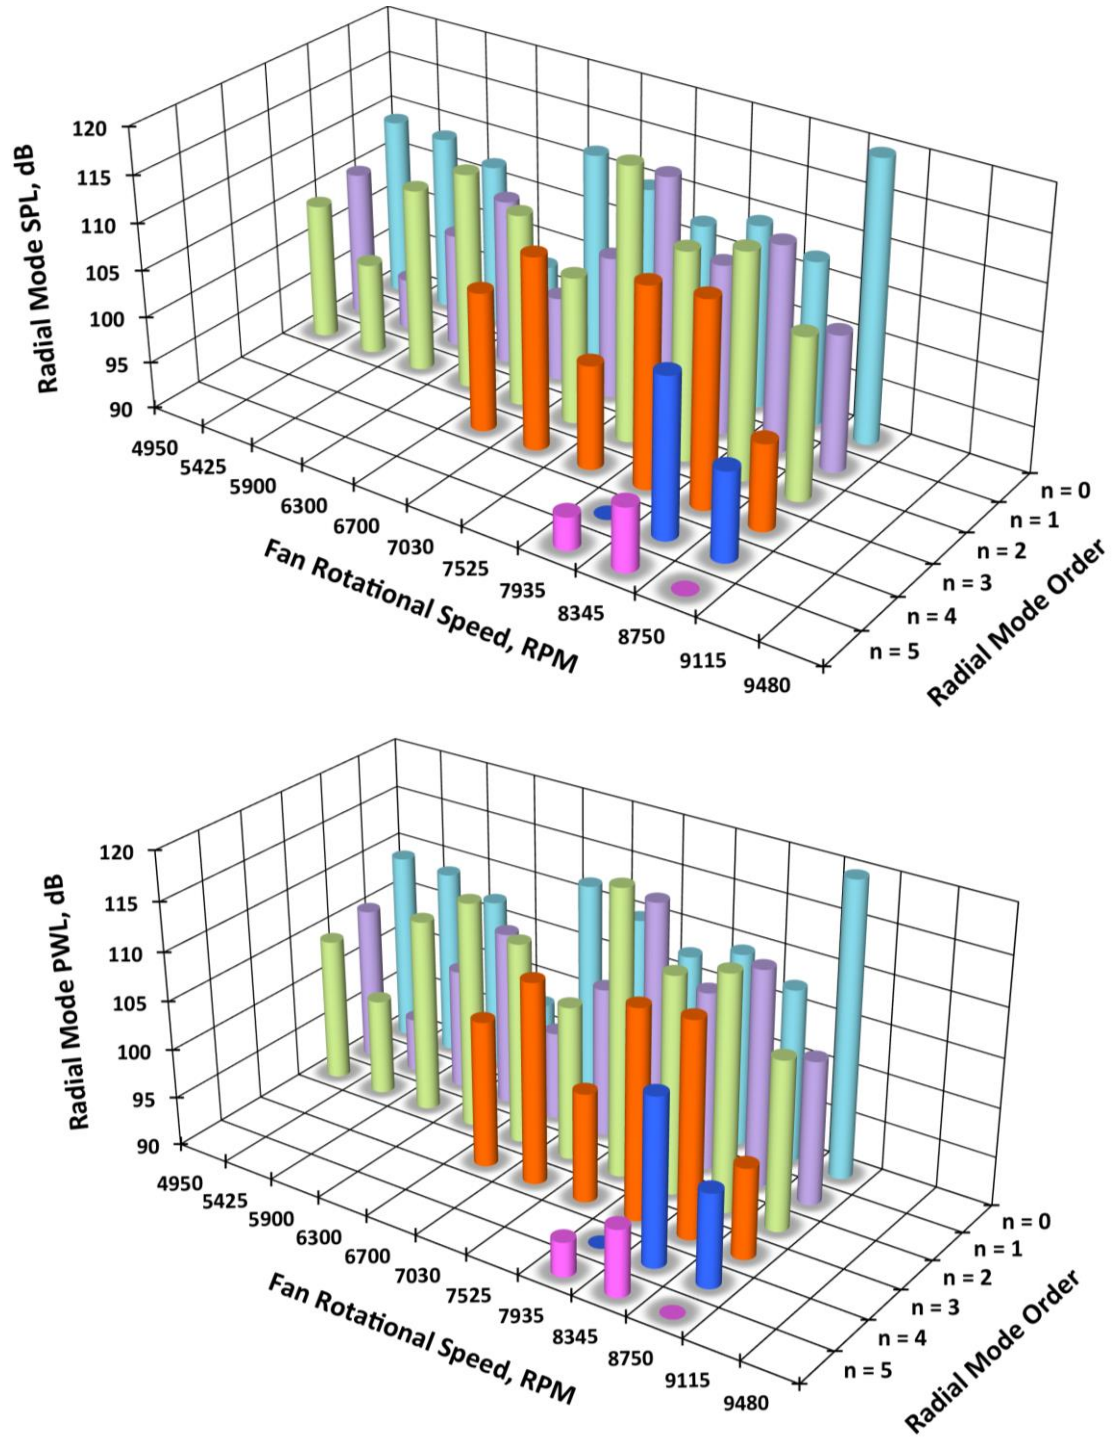 Radial Mode SPL, dB
120
115
110
105
100
95
90
4950
5425
5900
6300
6700
7030
7525
7935
8345
8750
9115
9480
Fan Rotational Speed, RPM
n = 0
n = 1
n = 2
n = 3
n = 4
n = 5
Radial Mode Order
Radial Mode PWL, dB
120
115
110
105
100
95
90
4950
5425
5900
6300
6700
7030
7525
7935
8345
8750
9115
9480
Fan Rotational Speed, RPM
n = 0
n = 1
n = 2
n = 3
n = 4
n = 5
Radial Mode Order